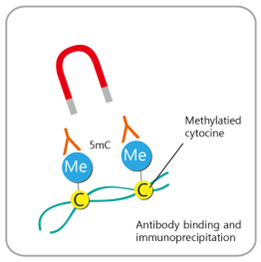 5mC
Methylatied
cytocine
Me
Me
C
C
Antibody binding and
immunoprecipitation